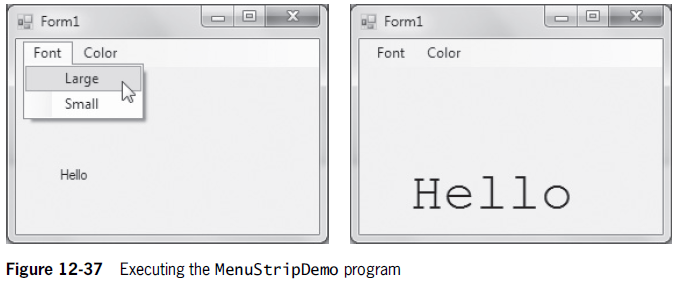 Form1
Font Color
Large
Small
Hello
Form1
Font Color
Hello
Figure 12-37 Executing the MenuStripDemo program